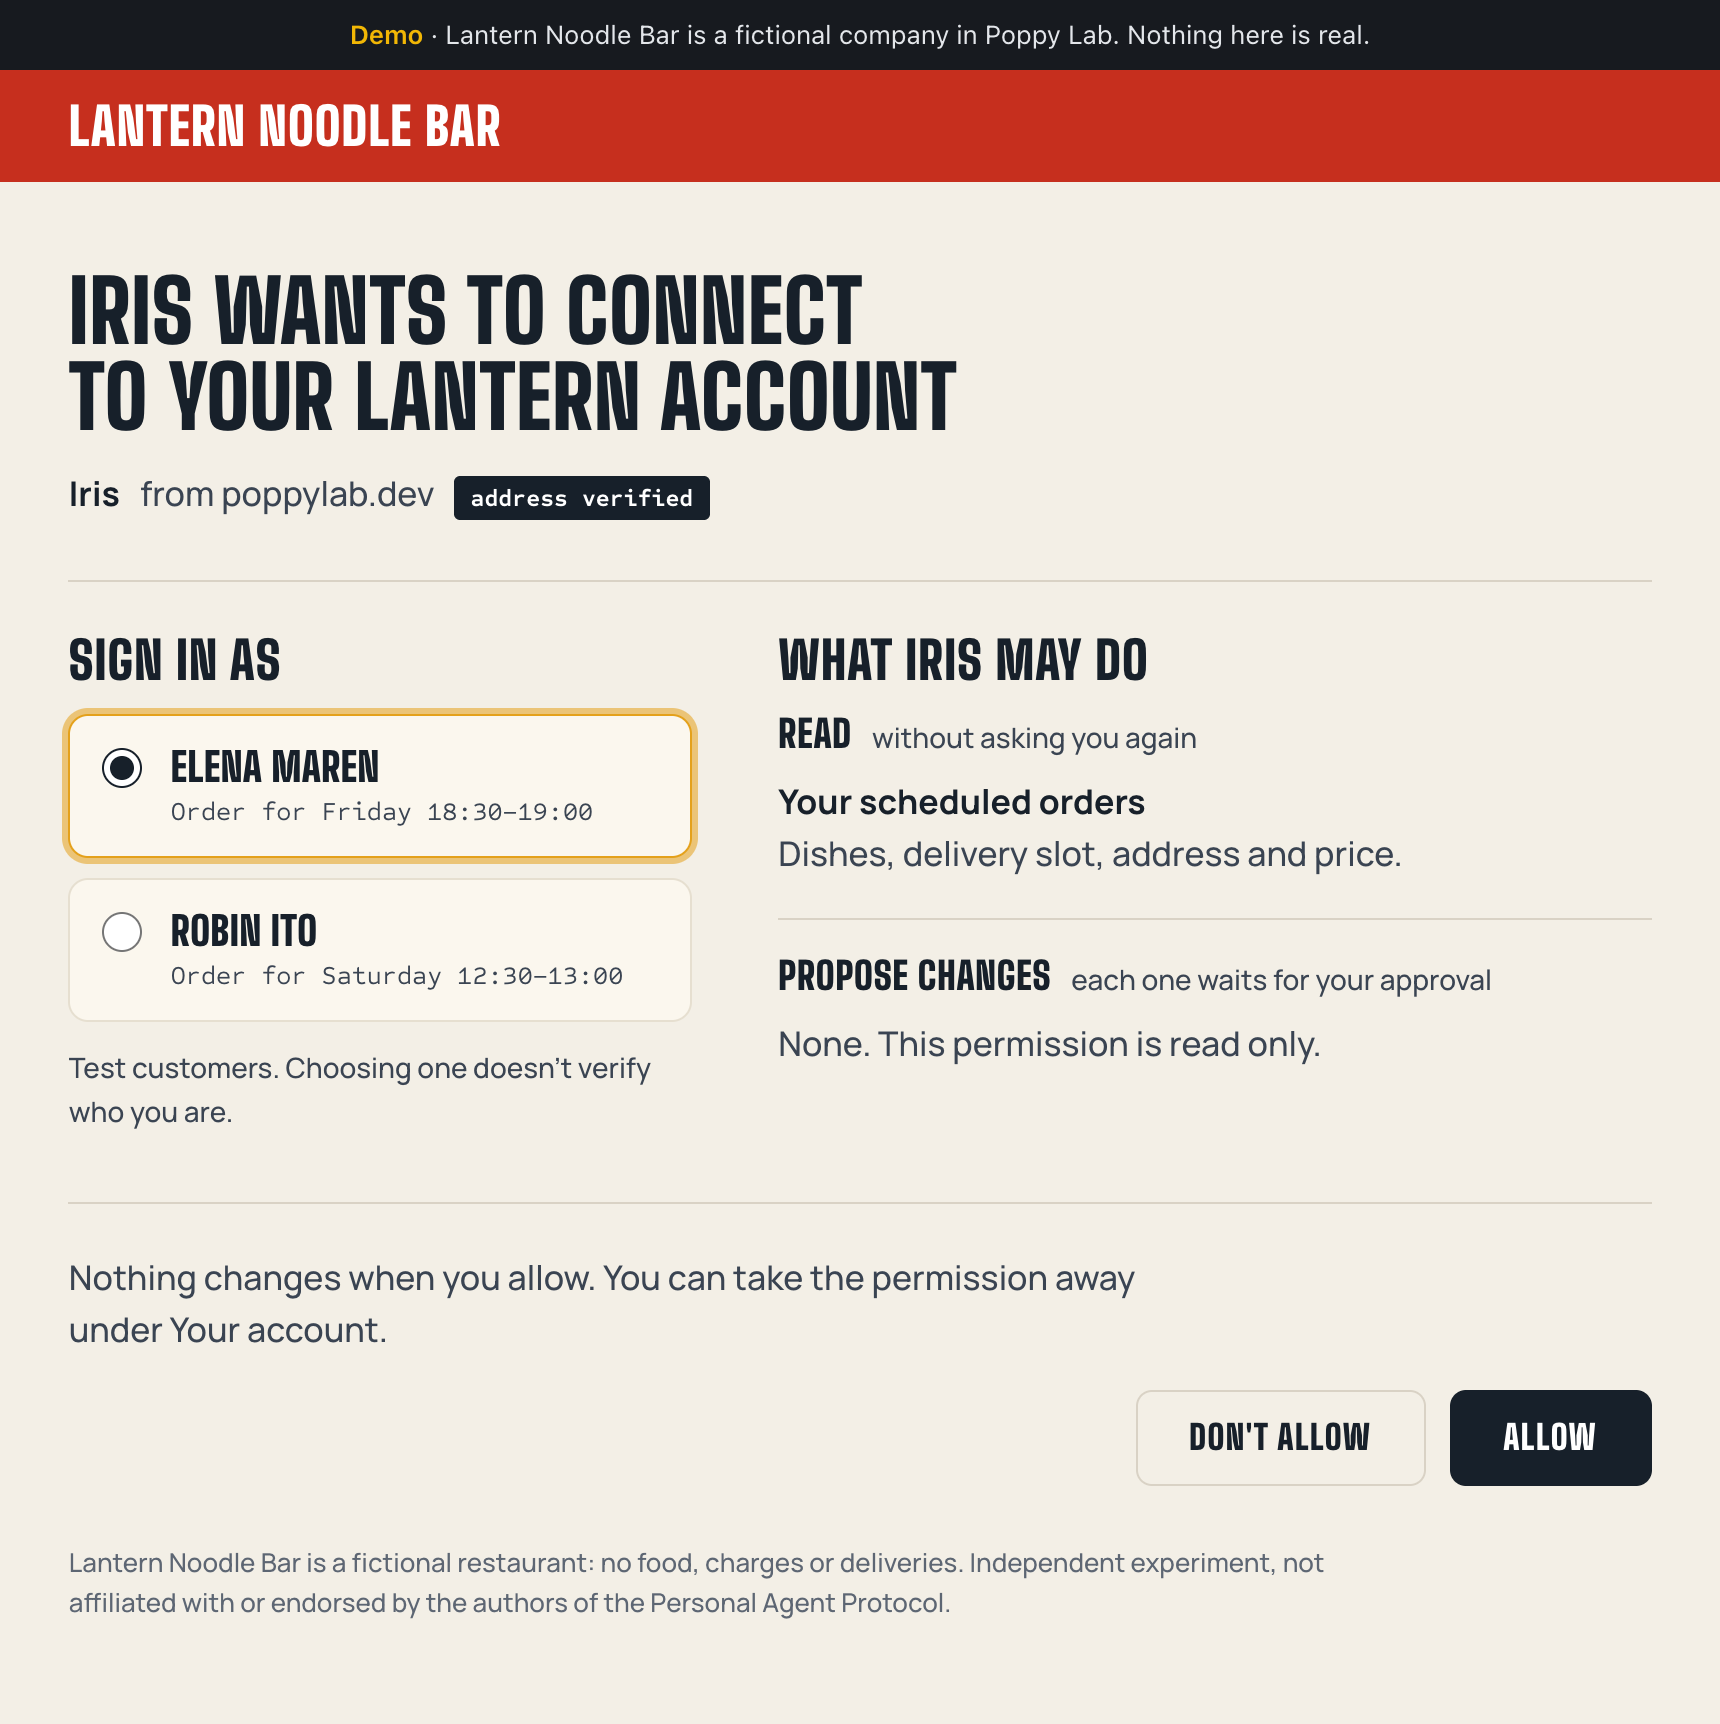 Demo · Lantern Noodle Bar is a fictional company in Poppy Lab. Nothing here is real.
LANTERN NOODLE BAR
IRIS WANTS TO CONNECT
TO YOUR LANTERN ACCOUNT
Iris from poppylab.dev address verified
SIGN IN AS
ELENA MAREN
Order for Friday 18:30–19:00
ROBIN ITO
Order for Saturday 12:30–13:00
Test customers. Choosing one doesn’t verify
who you are.
WHAT IRIS MAY DO
READ without asking you again
Your scheduled orders
Dishes, delivery slot, address and price.
PROPOSE CHANGES each one waits for your approval
None. This permission is read only.
Nothing changes when you allow. You can take the permission away
under Your account.
DON'T ALLOW
ALLOW
Lantern Noodle Bar is a fictional restaurant: no food, charges or deliveries. Independent experiment, not
affiliated with or endorsed by the authors of the Personal Agent Protocol.